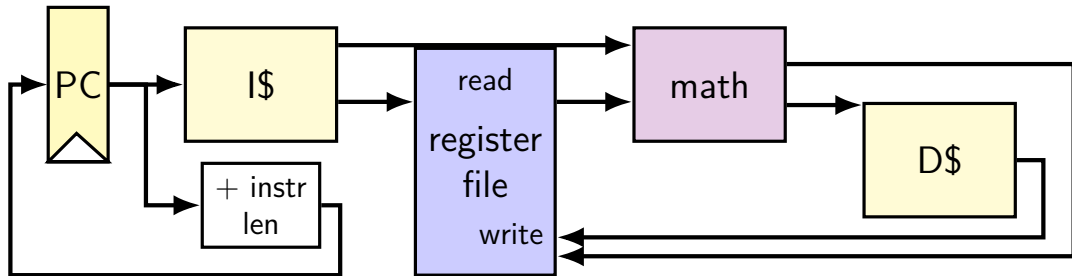 PC
I$
+ instr
len
read
register
file
write
math
D$